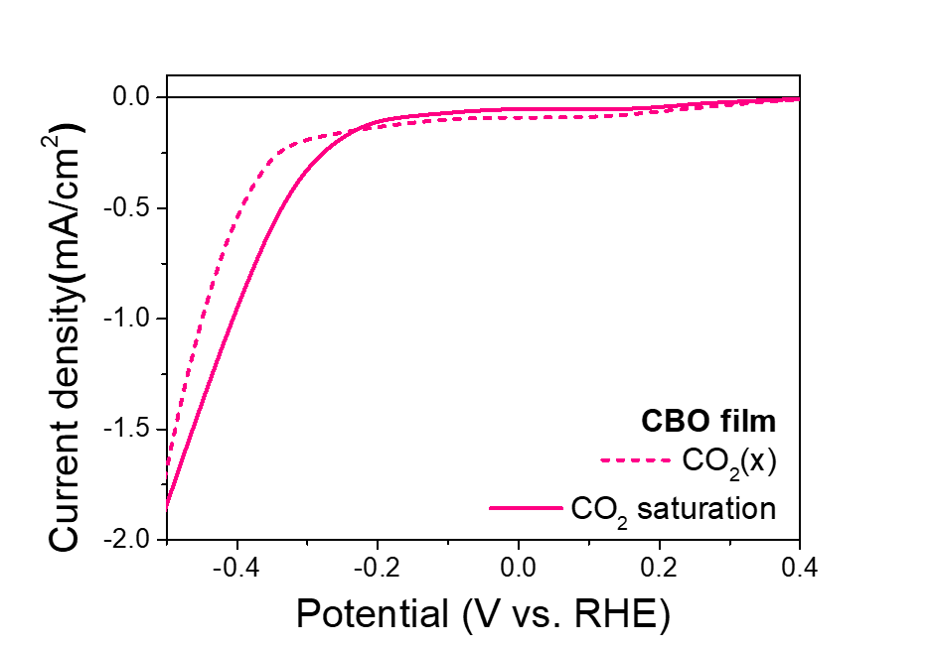 0.0
-0.5
-1.0
-1.5
-2.0
Current density(mA/cm²)
CBO film
CO₂(x)
CO₂ saturation
-0.4 -0.2 0.0 0.2 0.4
Potential (V vs. RHE)